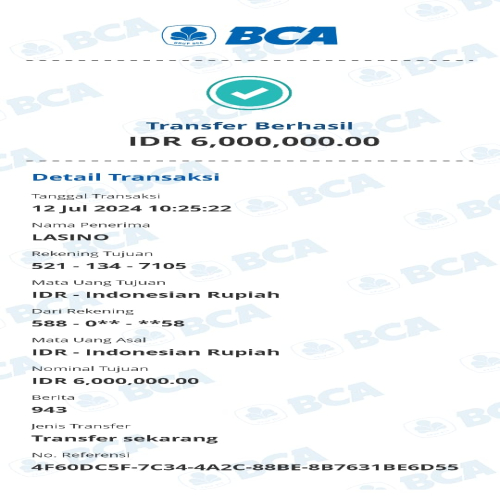 BCA
Transfer Berhasil
IDR 6,000,000.00
Detail Transaksi
Tanggal Transaksi
12 Jul 2024 10:25:22
Nama Penerima
LASINO
Rekening Tujuan
521 - 134 - 7105
Mata Uang Tujuan
IDR - Indonesian Rupiah
Dari Rekening
588 - 0** - **58
Mata Uang Asal
IDR - Indonesian Rupiah
Nominal Tujuan
IDR 6,000,000.00
Berita
943
Jenis Transfer
Transfer sekarang
No. Referensi
4F60DC5F-7C34-4A2C-88BE-8B7631BE6D55